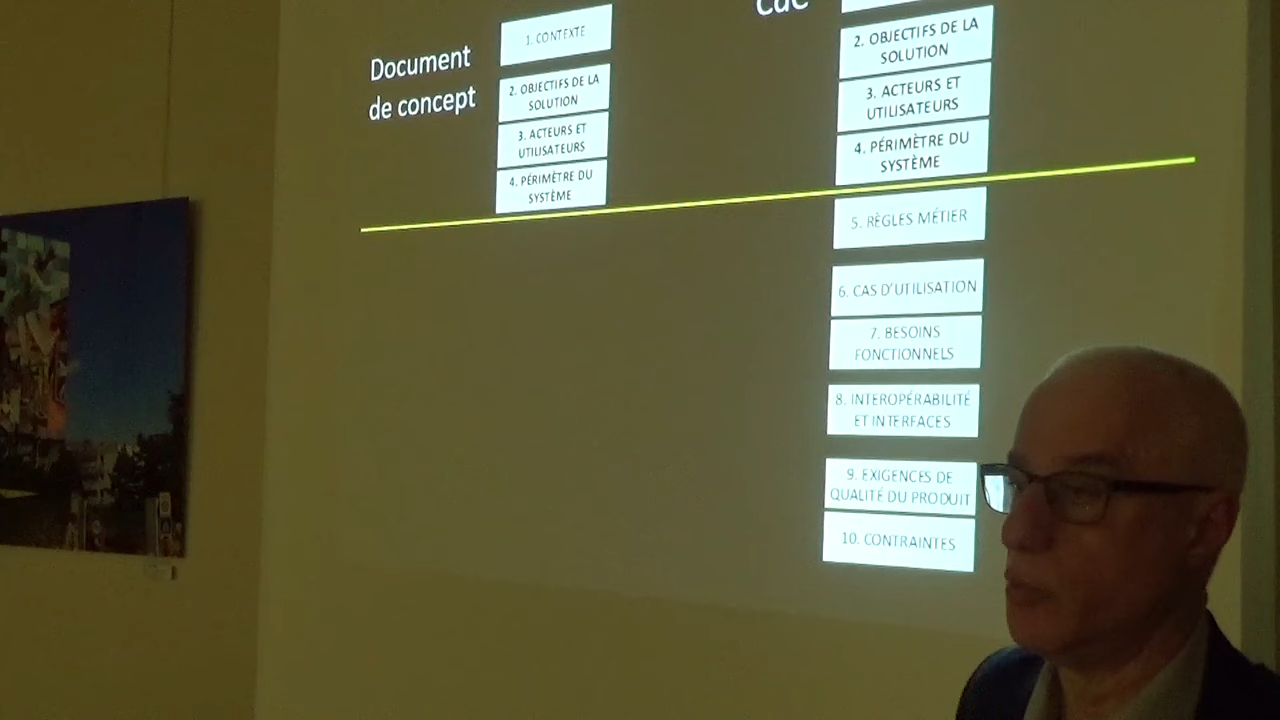 Document
de concept
1. CONTEXTE
2. OBJECTIFS DE LA
SOLUTION
3. ACTEURS ET
UTILISATEURS
4. PÉRIMÈTRE DU
SYSTÈME
CdC
2. OBJECTIFS DE LA
SOLUTION
3. ACTEURS ET
UTILISATEURS
4. PÉRIMÈTRE DU
SYSTÈME
5. RÈGLES MÉTIER
6. CAS D'UTILISATION
7. BESOINS
FONCTIONNELS
8. INTEROPÉRABILITÉ
ET INTERFACES
9. EXIGENCES DE
QUALITÉ DU PRODUIT
10. CONTRAINTES